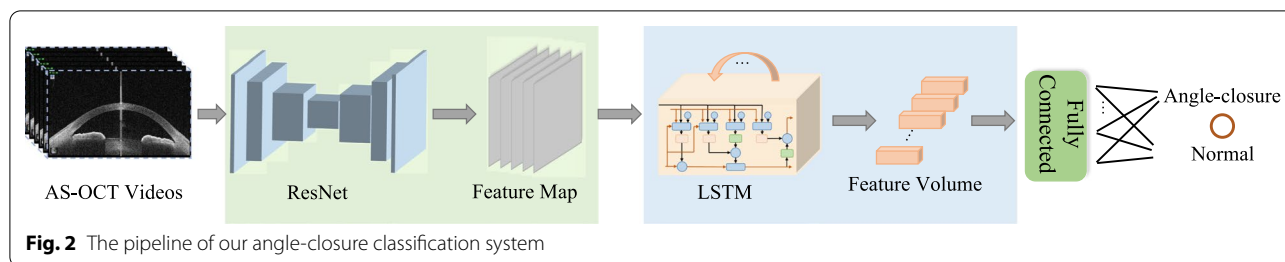 AS-OCT Videos
ResNet
Feature Map
...
LSTM
...
Feature Volume
Fully
Connected
...
Angle-closure
Normal
Fig. 2 The pipeline of our angle-closure classification system